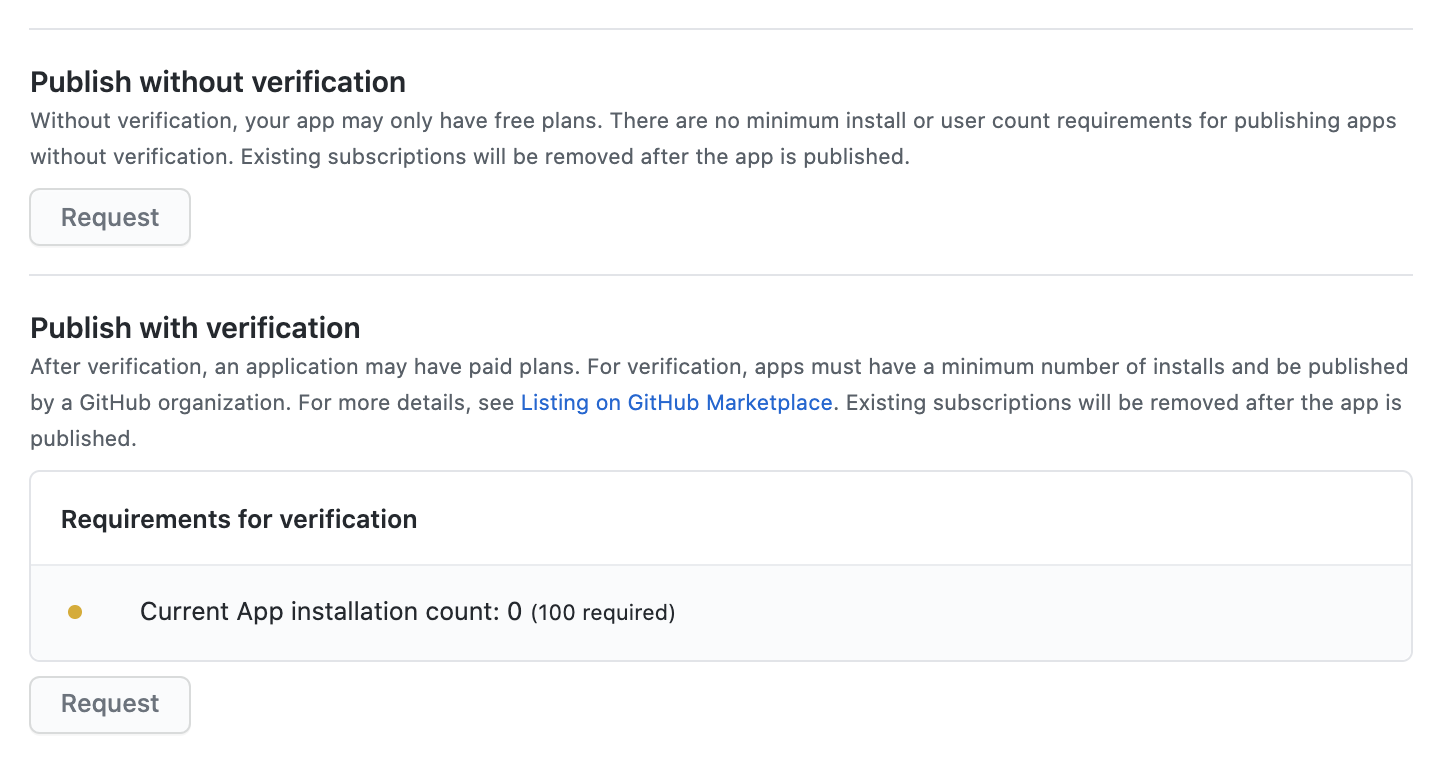 Publish without verification
Without verification, your app may only have free plans. There are no minimum install or user count requirements for publishing apps
without verification. Existing subscriptions will be removed after the app is published.
Request
Publish with verification
After verification, an application may have paid plans. For verification, apps must have a minimum number of installs and be published
by a GitHub organization. For more details, see Listing on GitHub Marketplace. Existing subscriptions will be removed after the app is
published.
Requirements for verification
Current App installation count: 0 (100 required)
Request